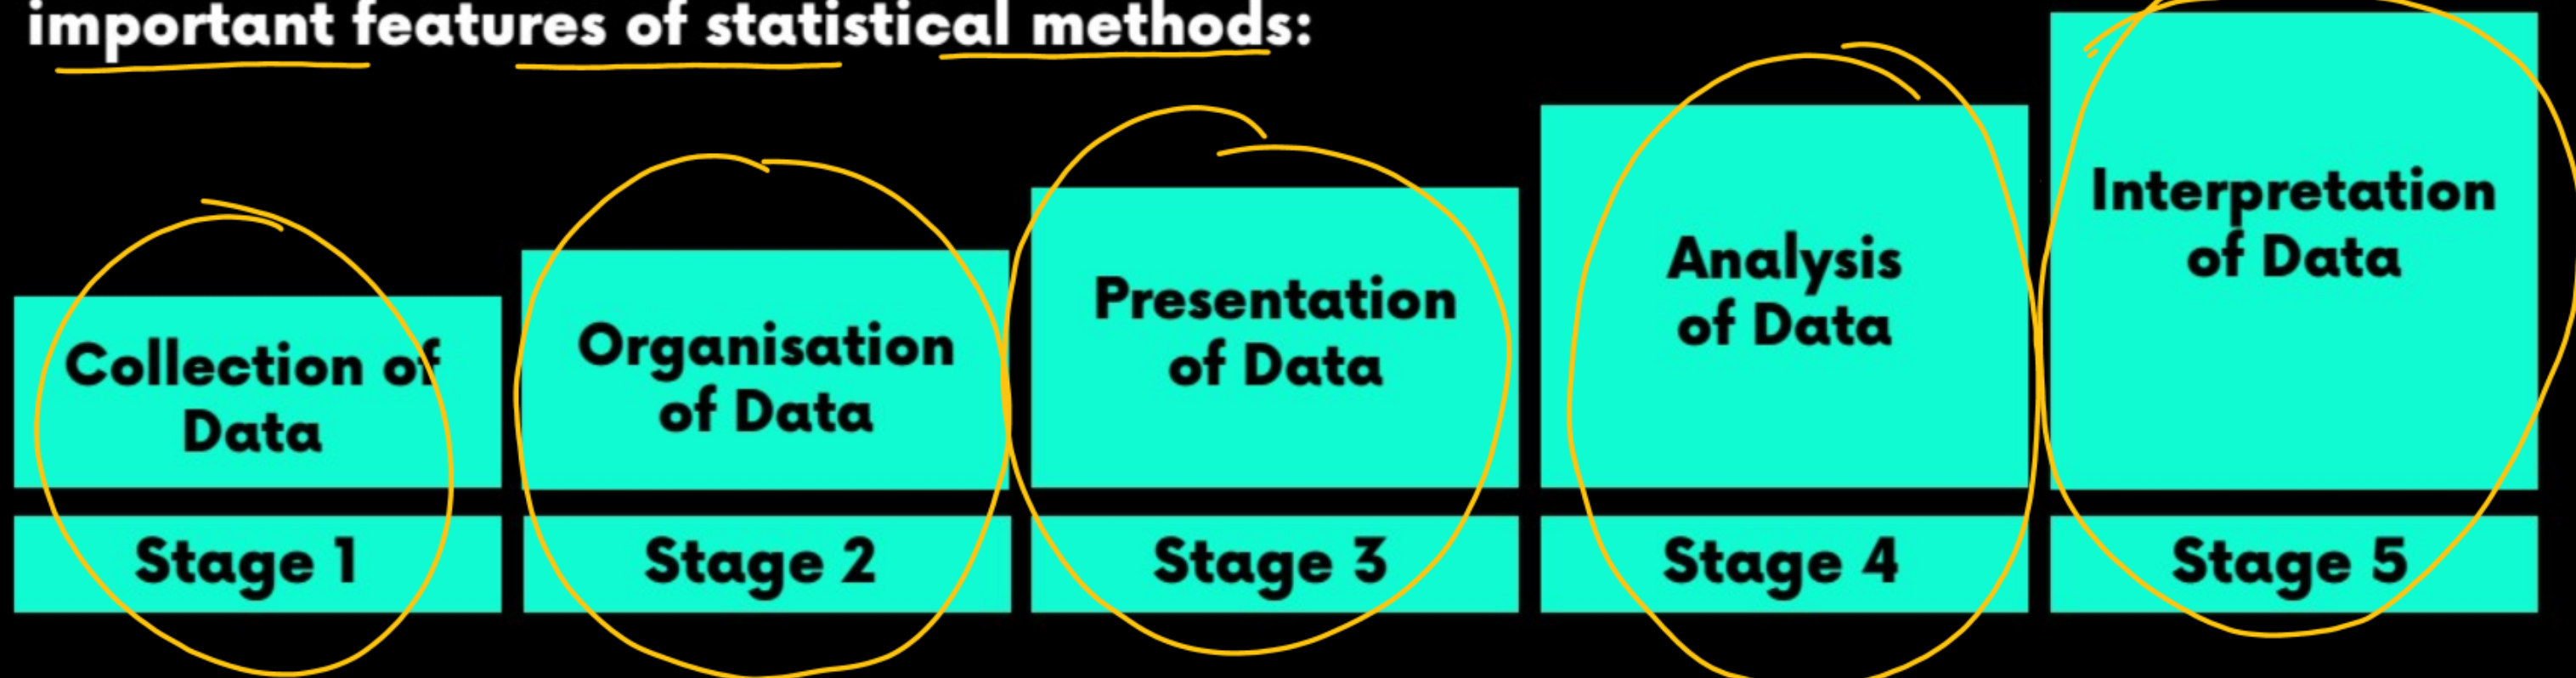 important features of statistical methods:
Collection of
Data
Stage 1
Organisation
of Data
Stage 2
Presentation
of Data
Stage 3
Analysis
of Data
Stage 4
Interpretation
of Data
Stage 5